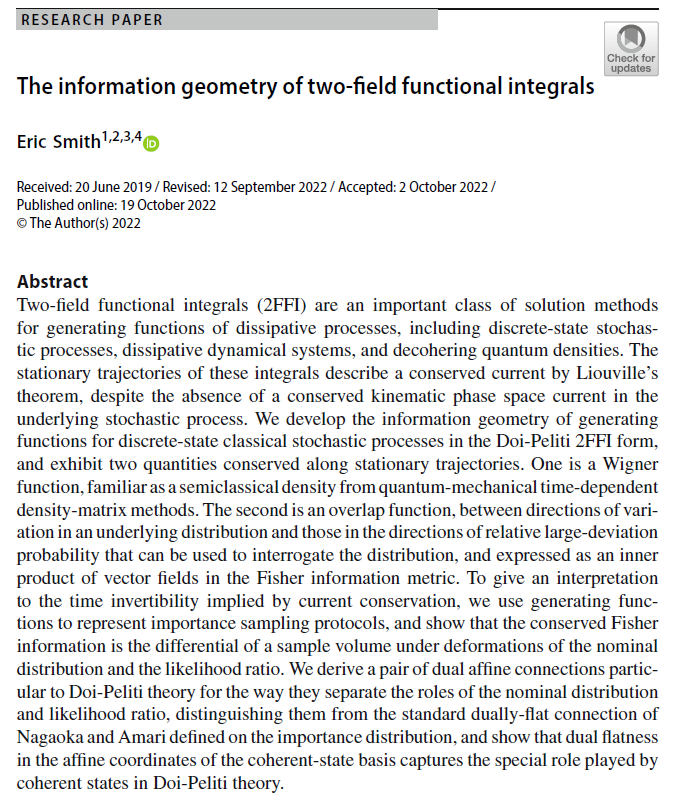 RESEARCH PAPER
Check for
updates
The information geometry of two-field functional integrals
Eric Smith1,2,3,4 iD
Received: 20 June 2019 / Revised: 12 September 2022 / Accepted: 2 October 2022 /
Published online: 19 October 2022
© The Author(s) 2022
Abstract
Two-field functional integrals (2FFI) are an important class of solution methods
for generating functions of dissipative processes, including discrete-state stochas-
tic processes, dissipative dynamical systems, and decohering quantum densities. The
stationary trajectories of these integrals describe a conserved current by Liouville's
theorem, despite the absence of a conserved kinematic phase space current in the
underlying stochastic process. We develop the information geometry of generating
functions for discrete-state classical stochastic processes in the Doi-Peliti 2FFI form,
and exhibit two quantities conserved along stationary trajectories. One is a Wigner
function, familiar as a semiclassical density from quantum-mechanical time-dependent
density-matrix methods. The second is an overlap function, between directions of vari-
ation in an underlying distribution and those in the directions of relative large-deviation
probability that can be used to interrogate the distribution, and expressed as an inner
product of vector fields in the Fisher information metric. To give an interpretation
to the time invertibility implied by current conservation, we use generating func-
tions to represent importance sampling protocols, and show that the conserved Fisher
information is the differential of a sample volume under deformations of the nominal
distribution and the likelihood ratio. We derive a pair of dual affine connections partic-
ular to Doi-Peliti theory for the way they separate the roles of the nominal distribution
and likelihood ratio, distinguishing them from the standard dually-flat connection of
Nagaoka and Amari defined on the importance distribution, and show that dual flatness
in the affine coordinates of the coherent-state basis captures the special role played by
coherent states in Doi-Peliti theory.